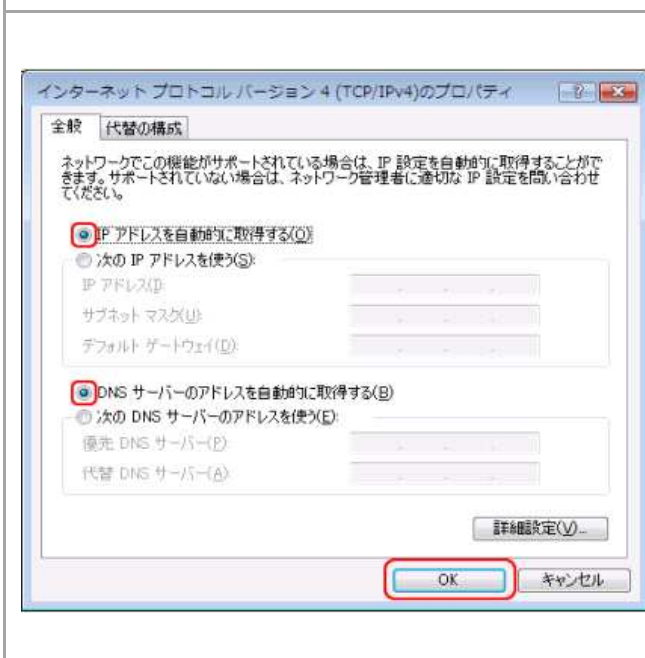 インターネット プロトコル バージョン 4 (TCP/IPv4)のプロパティ
全般
代替の構成
ネットワークでこの機能がサポートされている場合は、IP 設定を自動的に取得することがで
きます。サポートされていない場合は、ネットワーク管理者に適切な IP 設定を問い合わせ
てください。
IP アドレスを自動的に取得する(O)
次の IP アドレスを使う(S):
IP アドレス(I):
サブネット マスク(U):
デフォルト ゲートウェイ(D):
DNS サーバーのアドレスを自動的に取得する(B)
次の DNS サーバーのアドレスを使う(E):
優先 DNS サーバー(P):
代替 DNS サーバー(A):
詳細設定(V)...
OK
キャンセル